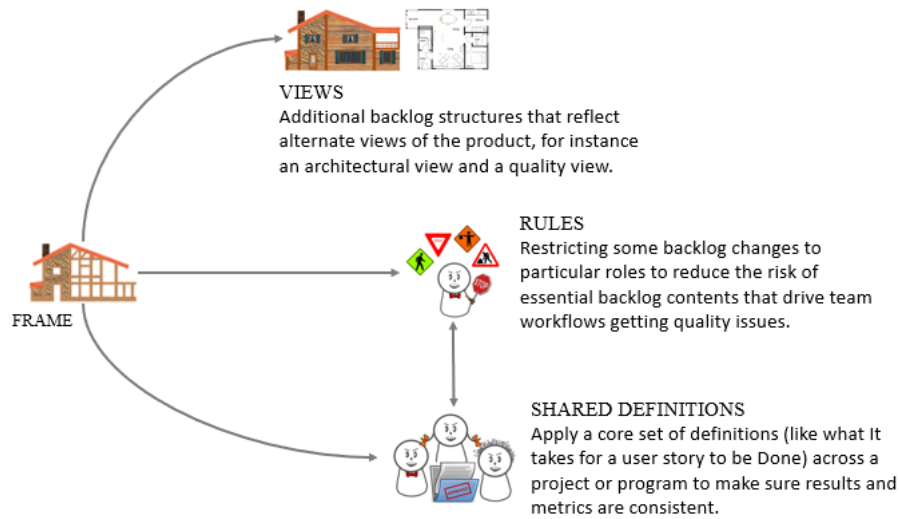 VIEWS
Additional backlog structures that reflect
alternate views of the product, for instance
an architectural view and a quality view.
RULES
Restricting some backlog changes to
particular roles to reduce the risk of
essential backlog contents that drive team
workflows getting quality issues.
STOP
FRAME
SHARED DEFINITIONS
Apply a core set of definitions (like what It
takes for a user story to be Done) across a
project or program to make sure results and
metrics are consistent.